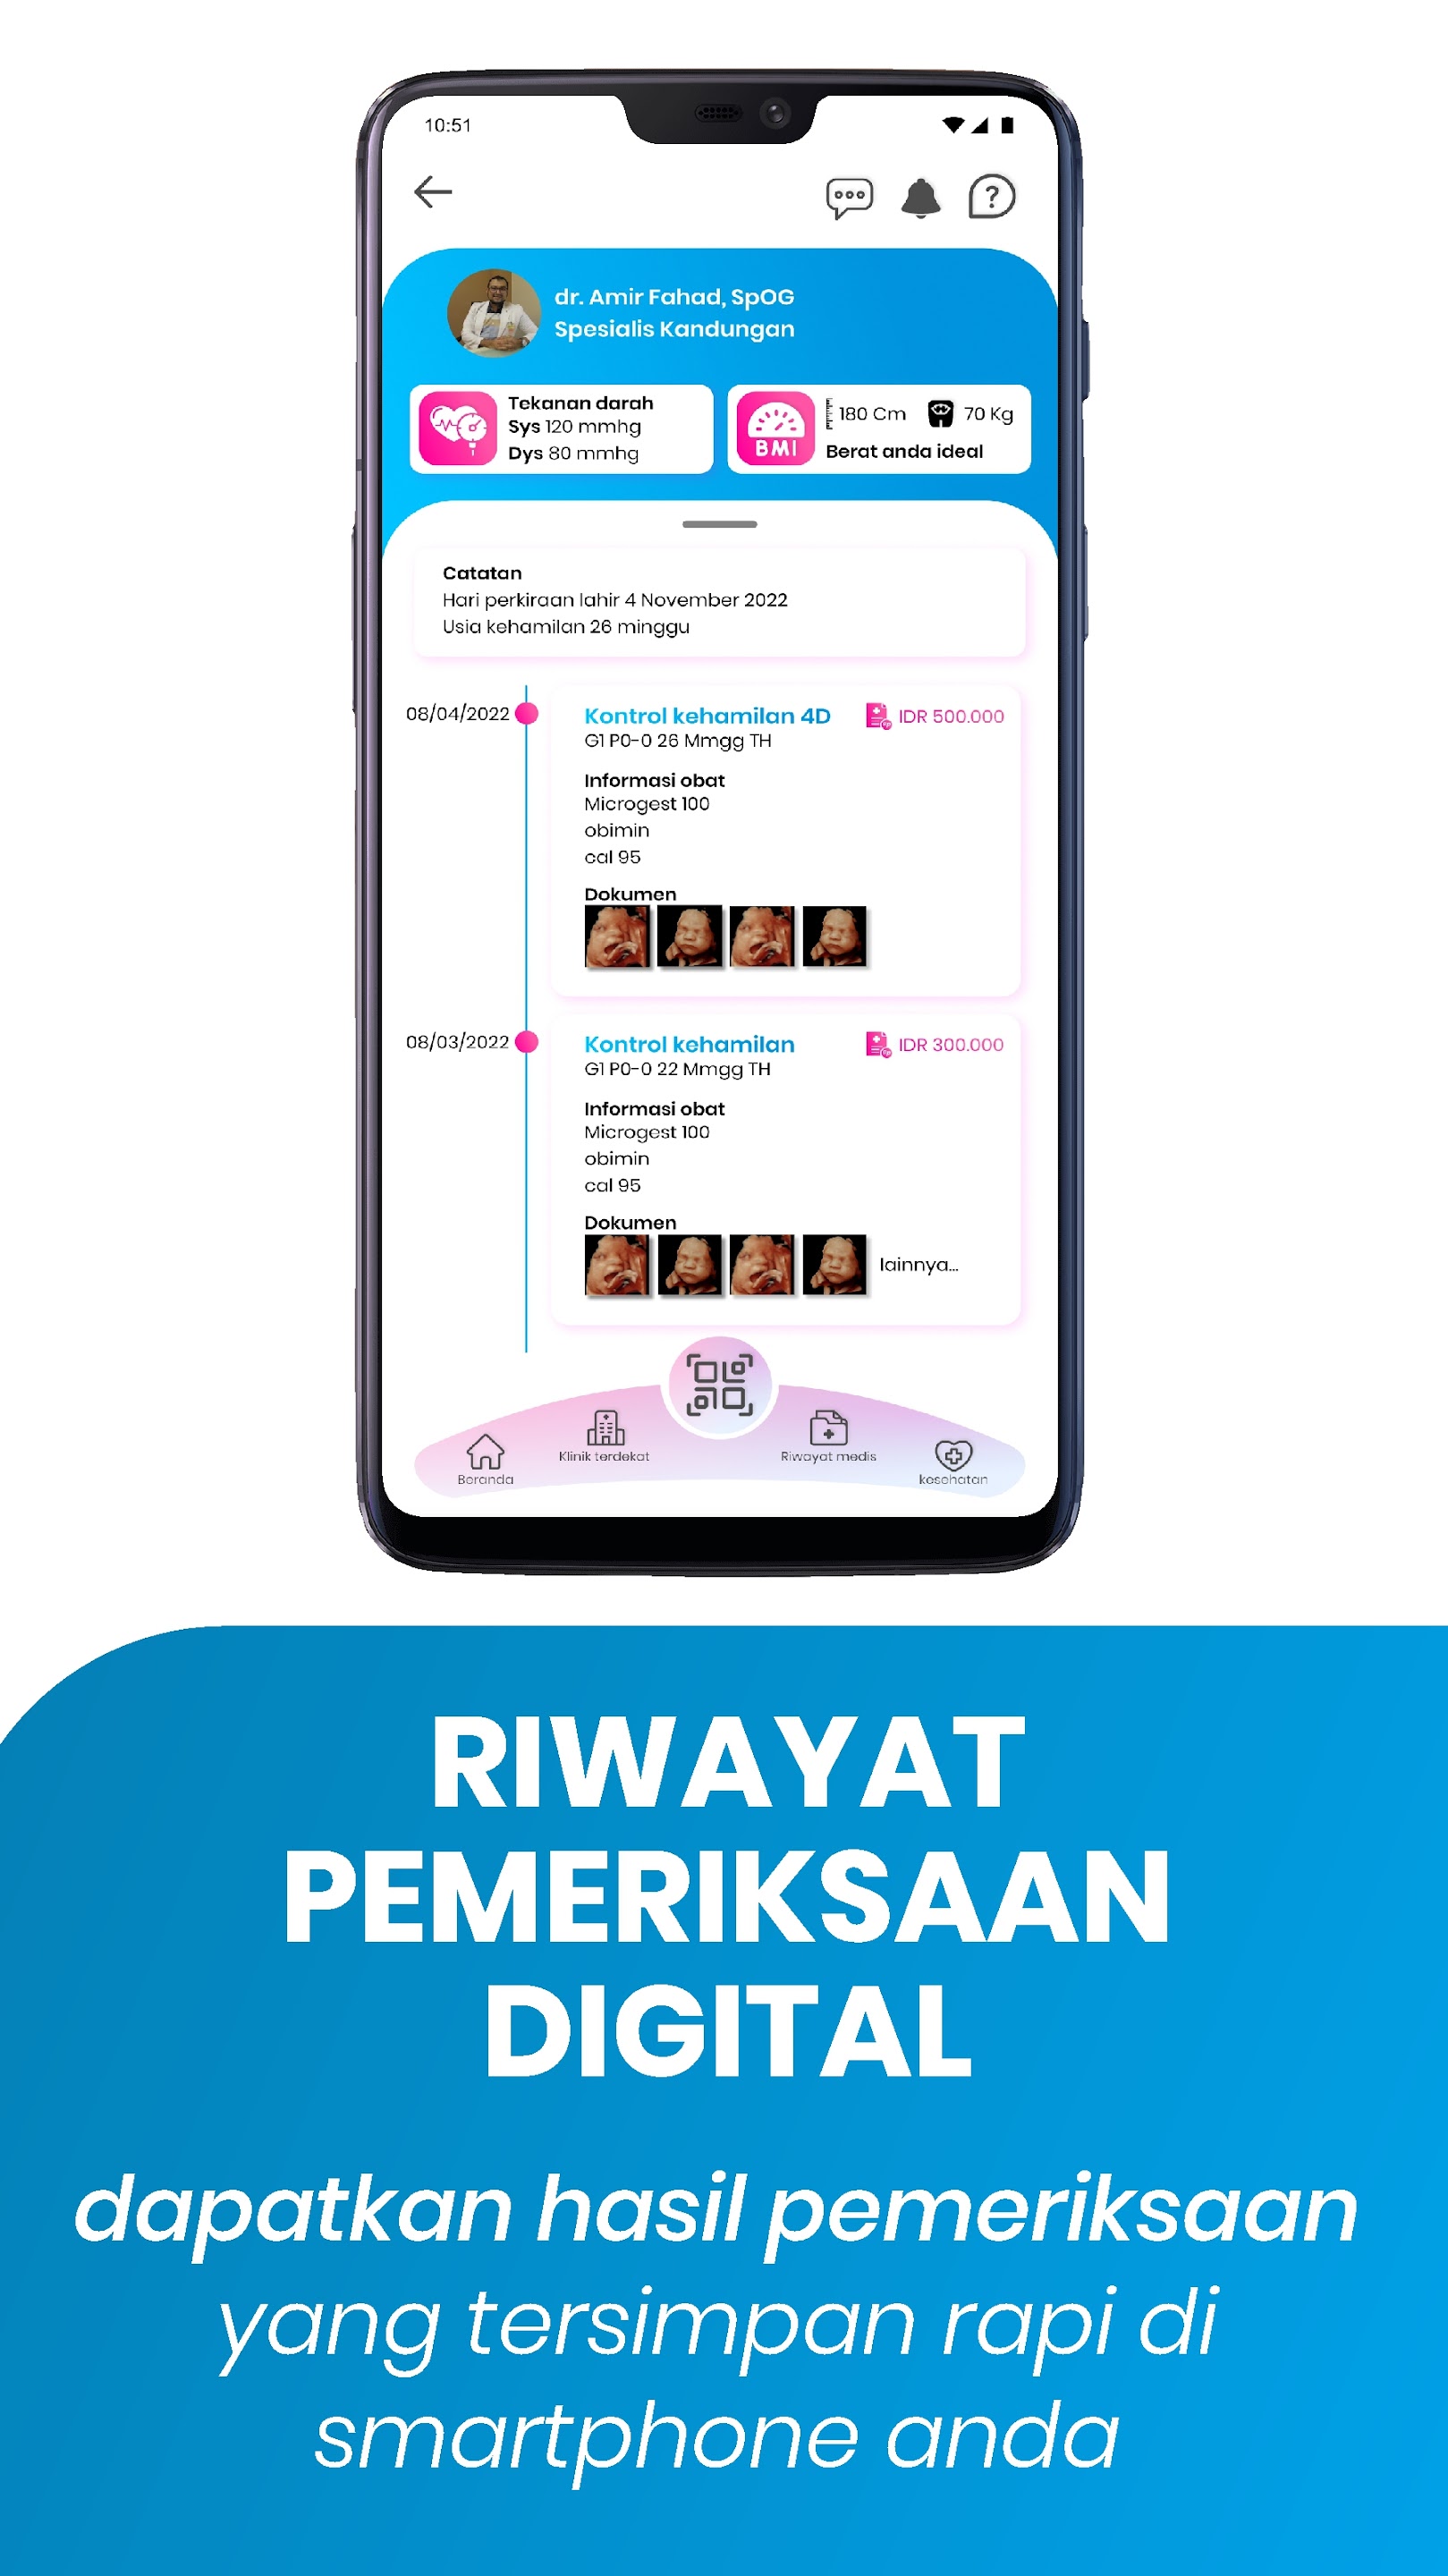 10:51
dr. Amir Fahad, SpOG
Spesialis Kandungan
Tekanan darah
Sys 120 mmhg
Dys 80 mmhg
BMI
180 Cm
70 Kg
Berat anda ideal
Catatan
Hari perkiraan lahir 4 November 2022
Usia kehamilan 26 minggu
08/04/2022
Kontrol kehamilan 4D
IDR 500.000
G1 P0-0 26 Mmgg TH
Informasi obat
Microgest 100
obimin
cal 95
Dokumen
08/03/2022
Kontrol kehamilan
IDR 300.000
G1 P0-0 22 Mmgg TH
Informasi obat
Microgest 100
obimin
cal 95
Dokumen
lainnya...
Beranda
Klinik terdekat
Riwayat medis
kesehatan
RIWAYAT
PEMERIKSAAN
DIGITAL
dapatkan hasil pemeriksaan
yang tersimpan rapi di
smartphone anda